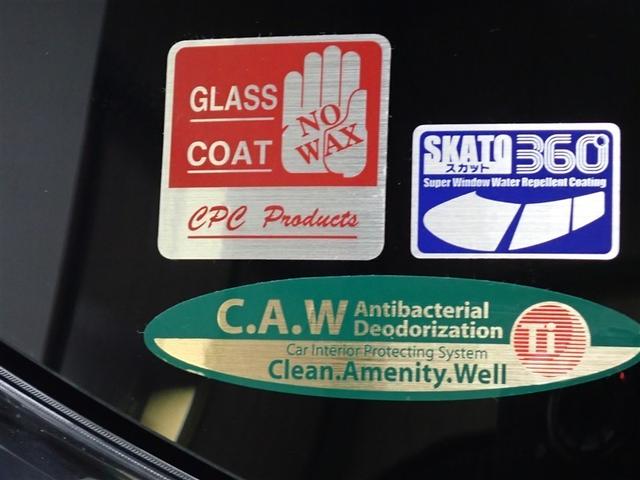 GLASS
COAT
NO
WAX
CPC Products
SKATO 360°
スカット
Super Window Water Repellent Coating
C.A.W Antibacterial
Deodorization
Ti
Car Interior Protecting System
Clean.Amenity.Well